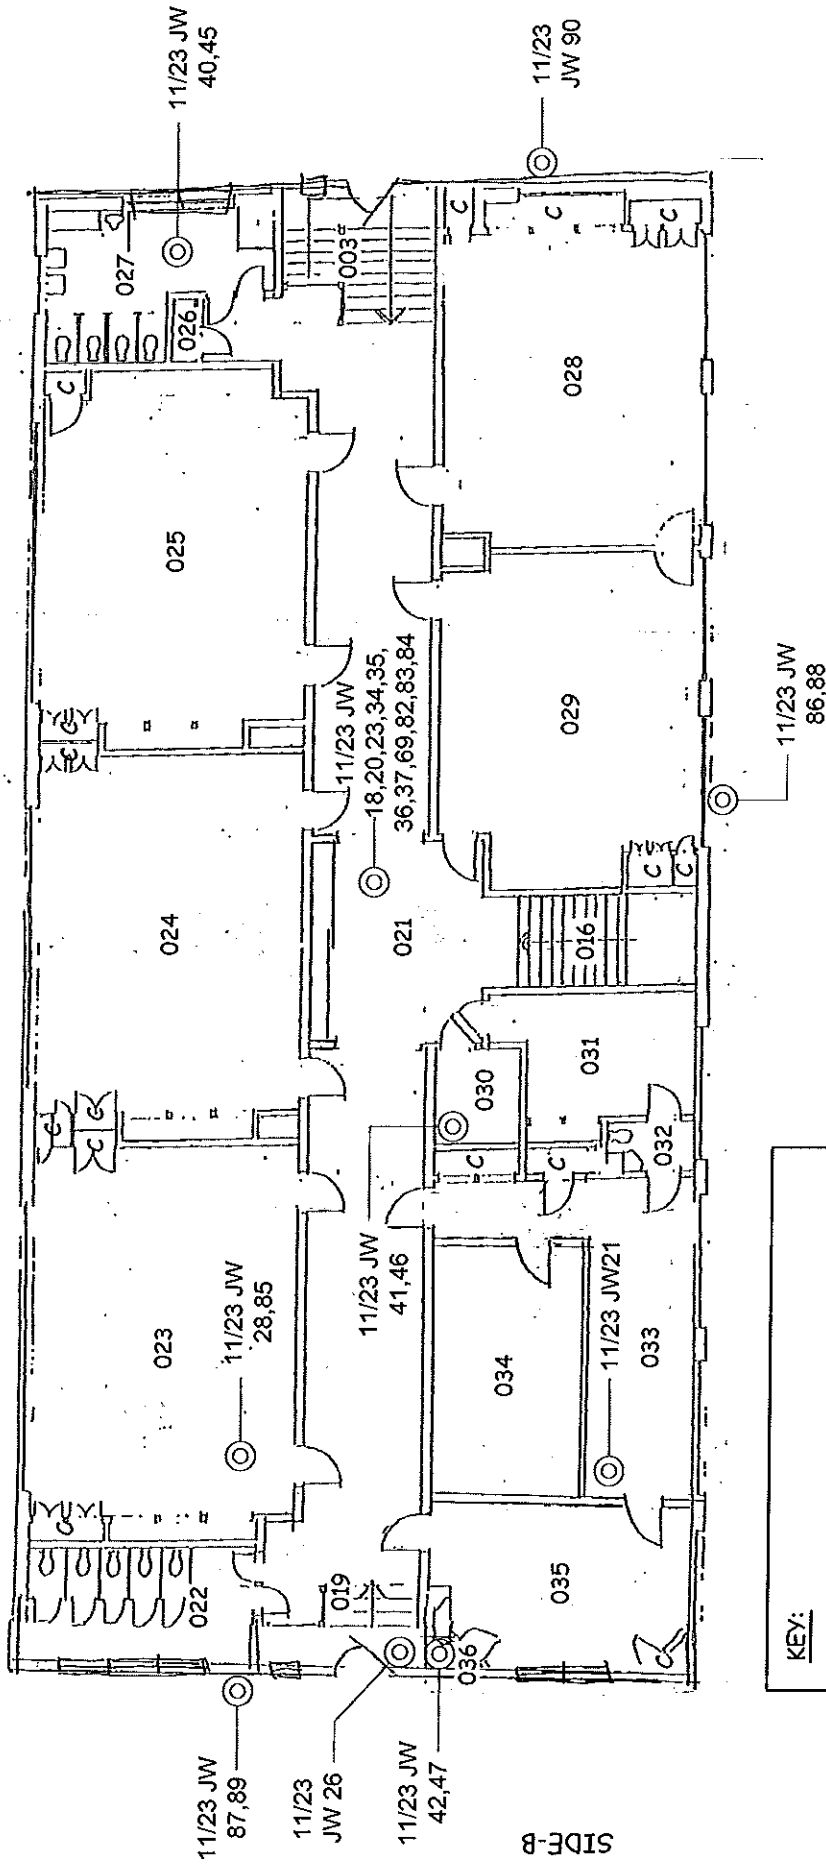 11/23 JW
40,45
11/23
JW 90
027
026
003
C
C
C
C
025
028
11/23 JW
18,20,23,34,35,
36,37,69,82,83,84
029
11/23 JW
86,88
C
C
024
021
016
C
C
C
C
C
030
031
032
C
C
11/23 JW
41,46
023
11/23 JW
28,85
034
11/23 JW21
033
C
022
019
035
036
C
11/23 JW
87,89
11/23
JW 26
11/23 JW
42,47
SIDE-B
KEY: